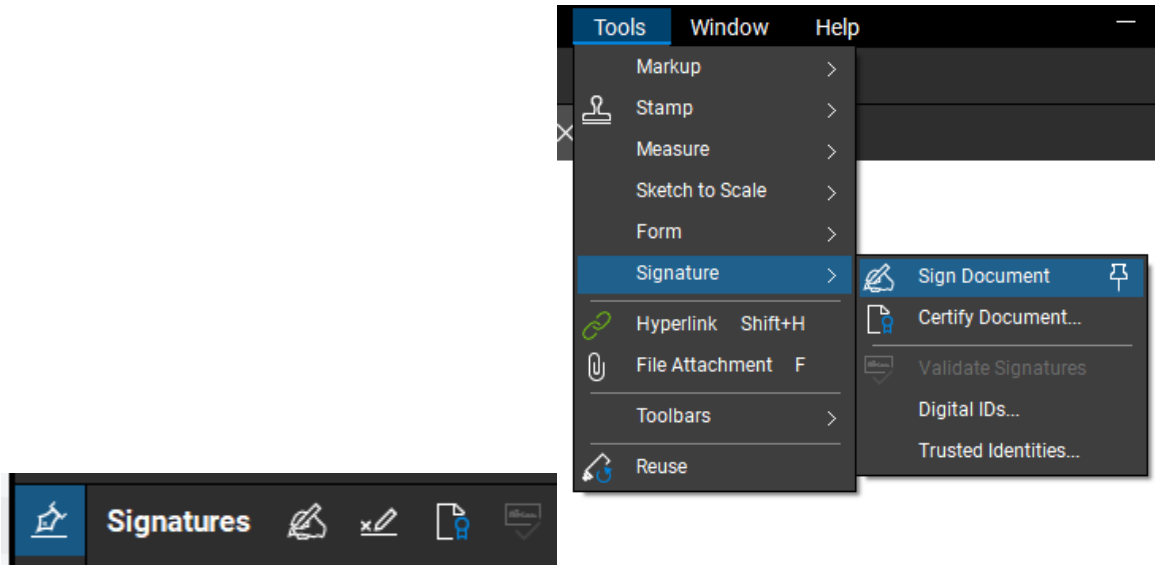 Tools Window Help
Markup
Stamp
Measure
Sketch to Scale
Form
Signature
Hyperlink Shift+H
File Attachment F
Toolbars
Reuse
Sign Document
Certify Document...
Validate Signatures
Digital IDs...
Trusted Identities...
Signatures